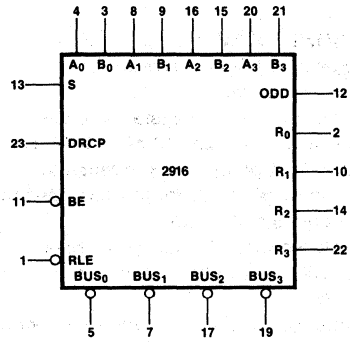 4 3 8 9 16 15 20 21
A0 B0 A1 B1 A2 B2 A3 B3
13 S
ODD 12
R0 2
23 DRCP
2916
R1 10
11 BE
R2 14
R3 22
1 RLE
BUS0 BUS1 BUS2 BUS3
5 7 17 19